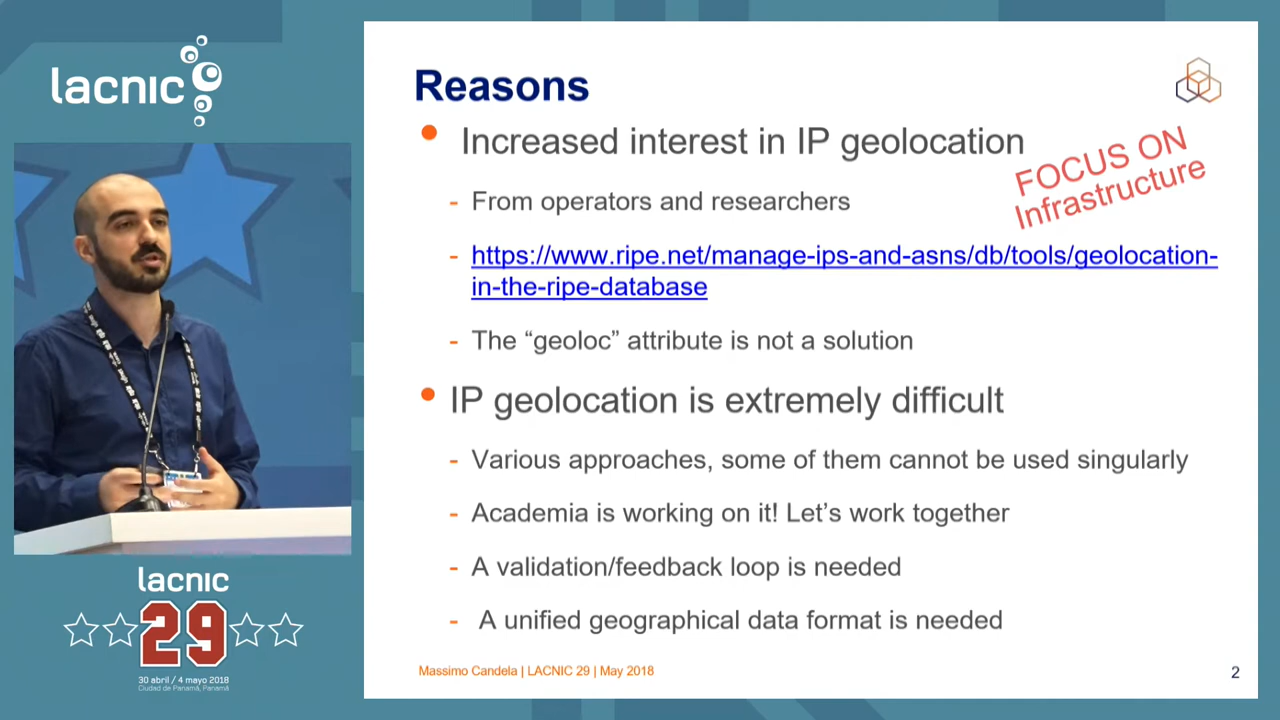 lacnic
Reasons
Increased interest in IP geolocation
FOCUS ON
Infrastructure
- From operators and researchers
- https://www.ripe.net/manage-ips-and-asns/db/tools/geolocation-
in-the-ripe-database
- The “geoloc” attribute is not a solution
IP geolocation is extremely difficult
- Various approaches, some of them cannot be used singularly
- Academia is working on it! Let’s work together
- A validation/feedback loop is needed
- A unified geographical data format is needed
Massimo Candela | LACNIC 29 | May 2018
2
lacnic
29
30 abril / 4 mayo 2018
Ciudad de Panamá, Panamá